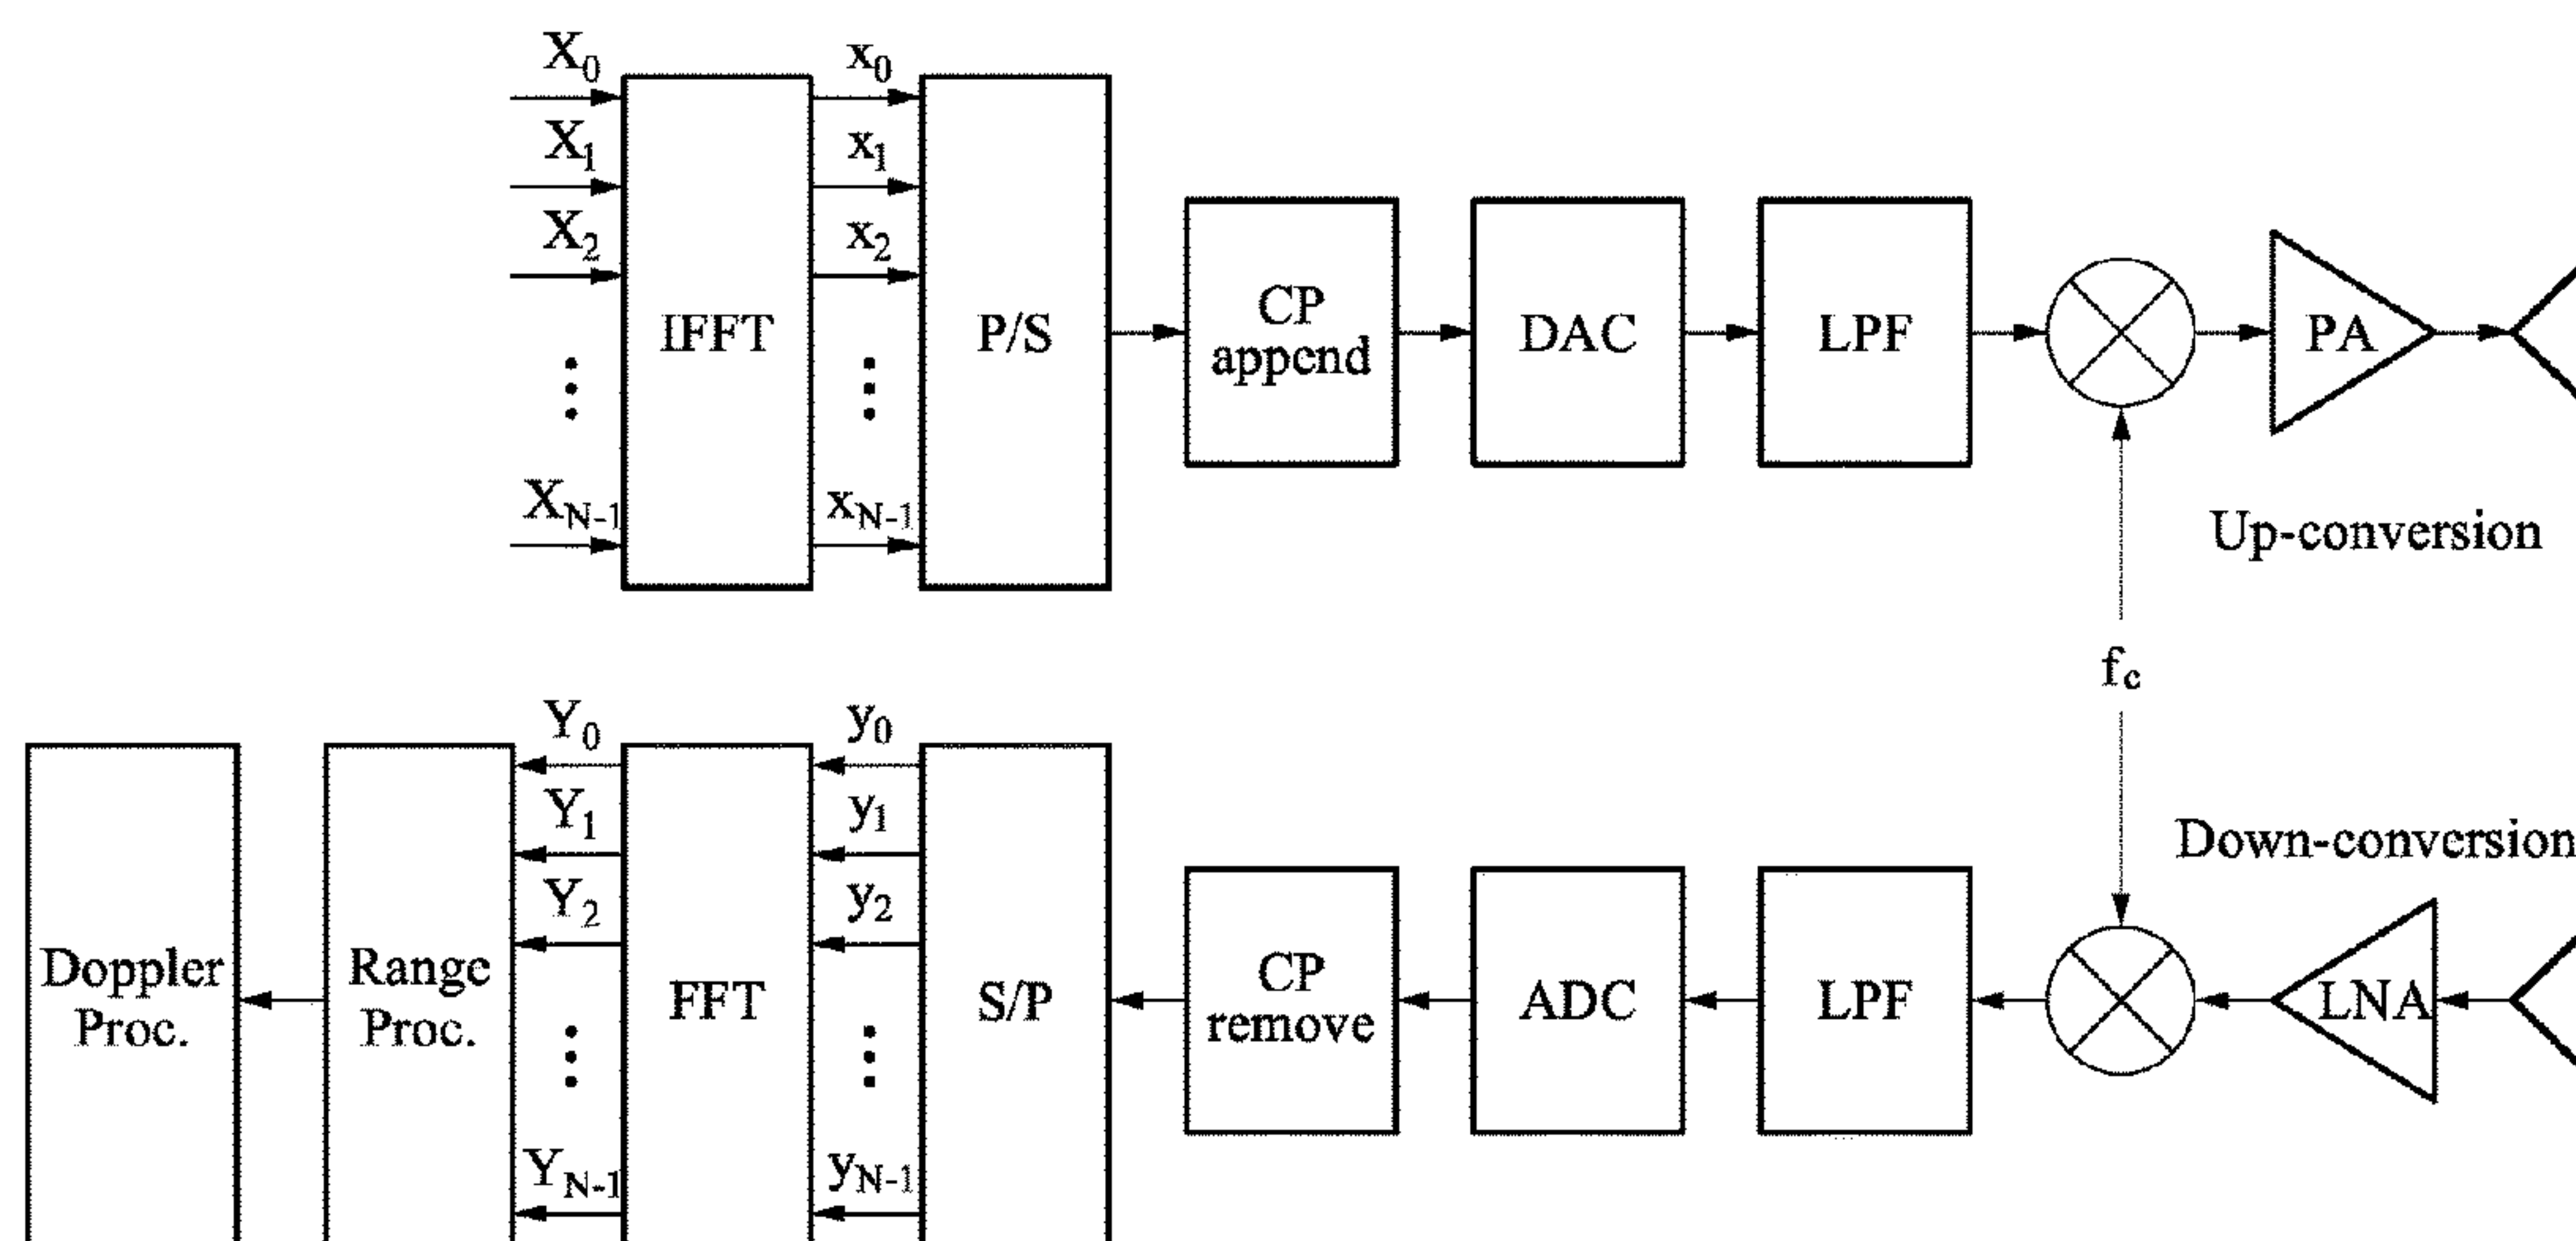 X0
x0
X1
x1
X2
x2
IFFT
P/S
CP
append
DAC
LPF
PA
XN-1
xN-1
Up-conversion
fc
Y0
y0
Y1
y1
Down-conversion
Y2
y2
Doppler
Proc.
Range
Proc.
FFT
S/P
CP
remove
ADC
LPF
LNA
YN-1
yN-1